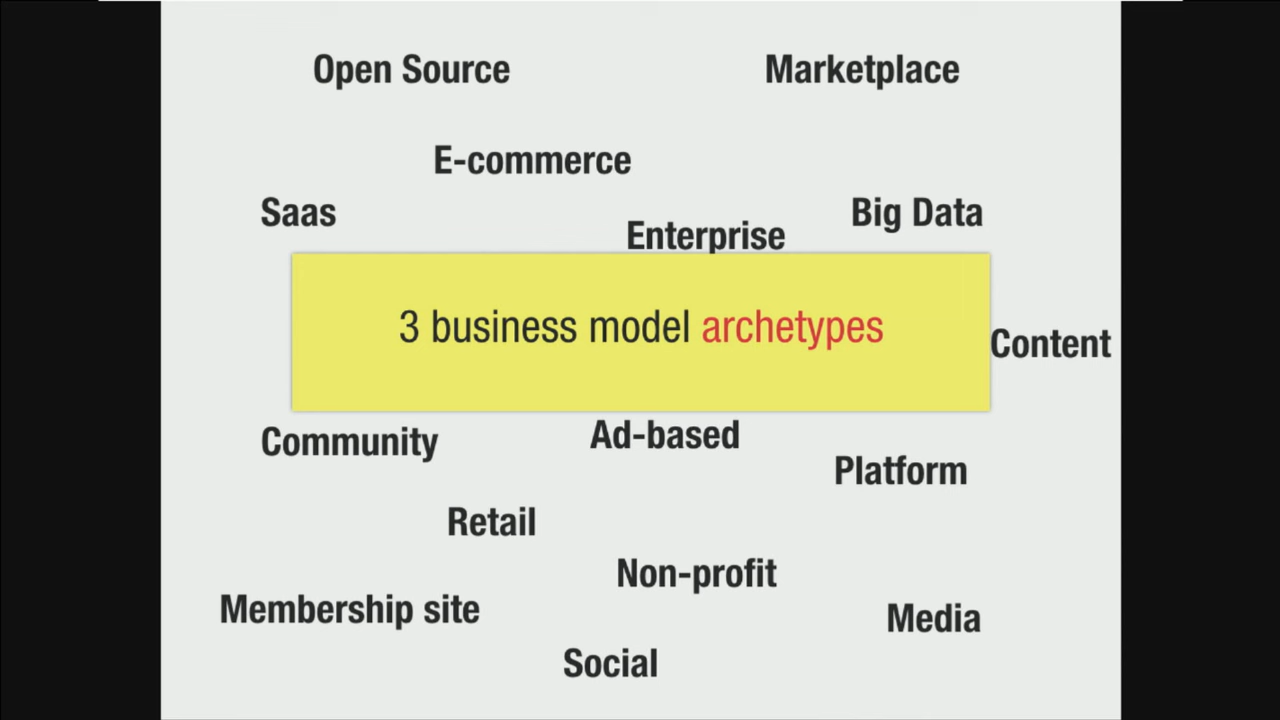 Open Source
Marketplace
E-commerce
Saas
Big Data
Enterprise
3 business model archetypes
Content
Community
Ad-based
Platform
Retail
Non-profit
Membership site
Media
Social